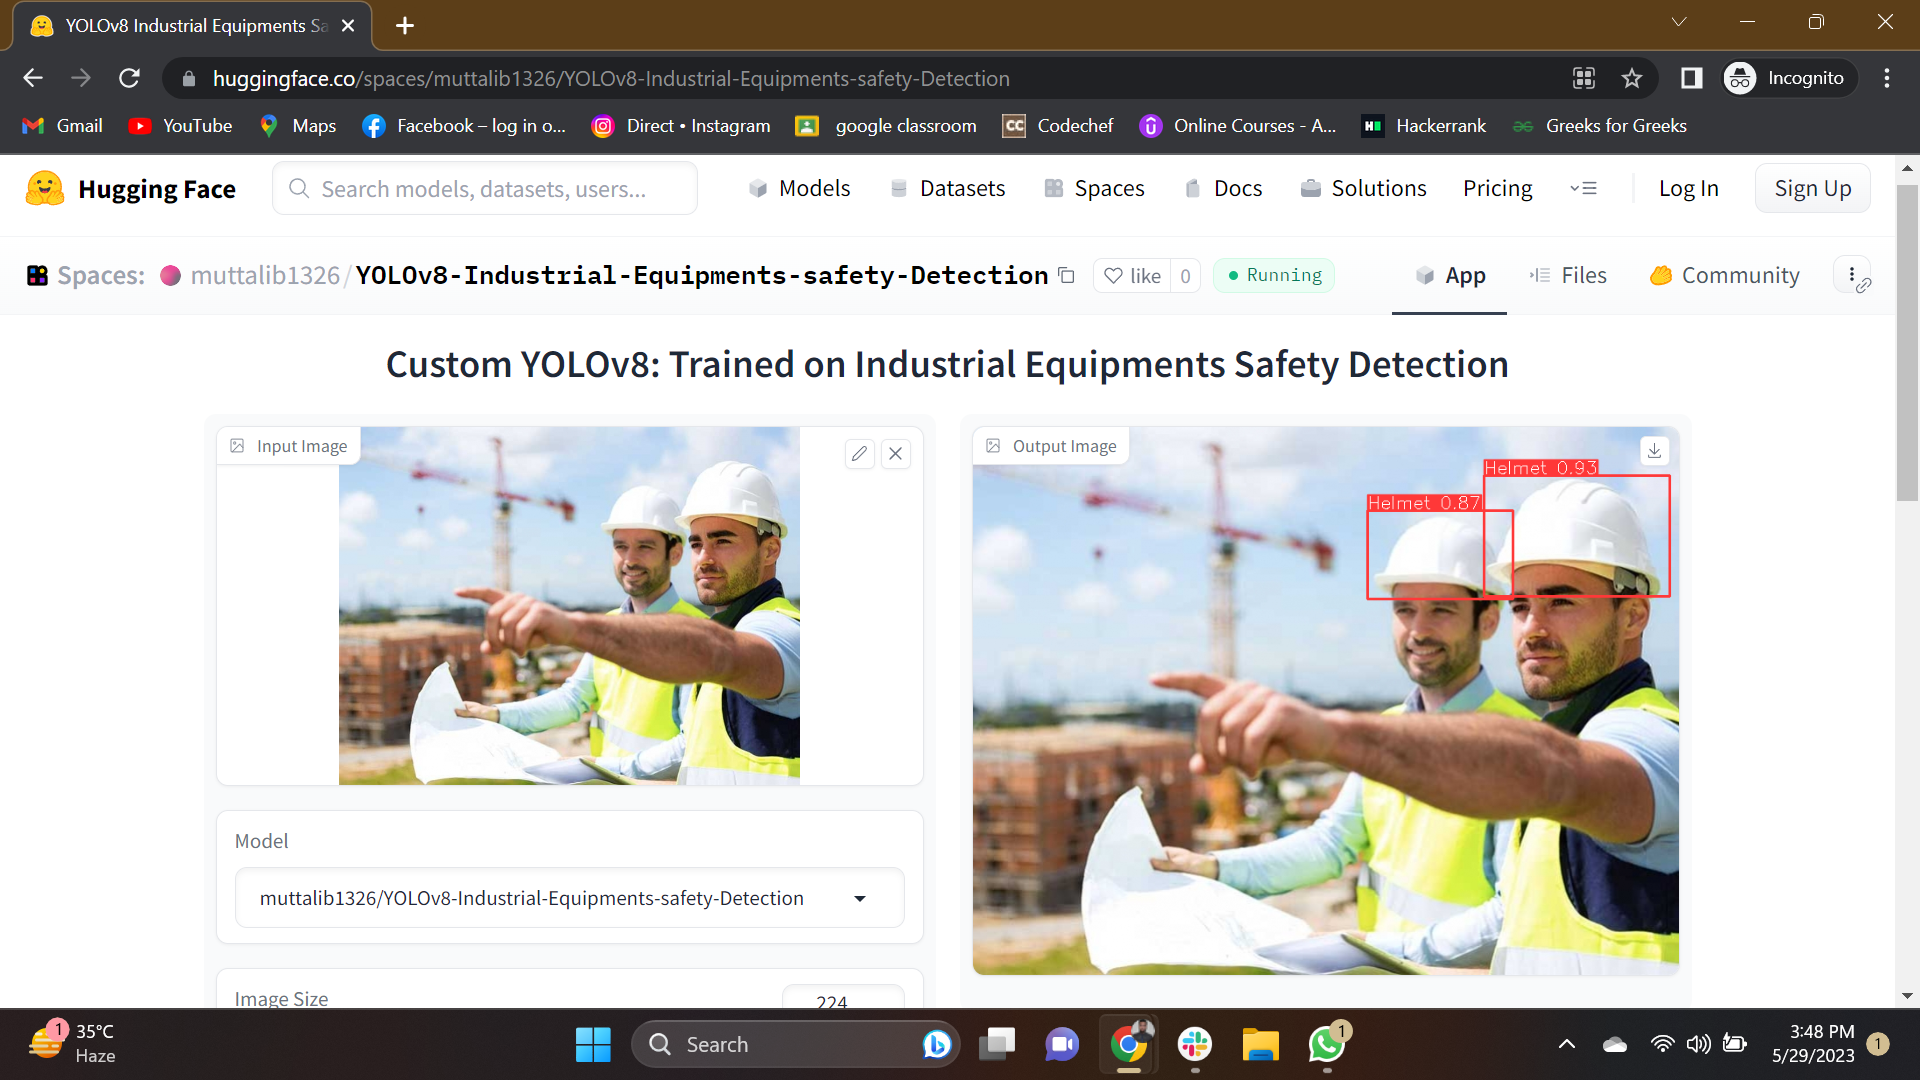 YOLOv8 Industrial Equipments Sa
huggingface.co/spaces/muttalib1326/YOLOv8-Industrial-Equipments-safety-Detection
Incognito
Gmail
YouTube
Maps
Facebook – log in o...
Direct • Instagram
google classroom
CC Codechef
Online Courses - A...
Hackerrank
Greeks for Greeks
Hugging Face
Search models, datasets, users...
Models
Datasets
Spaces
Docs
Solutions
Pricing
Log In
Sign Up
Spaces:
muttalib1326/YOLOv8-Industrial-Equipments-safety-Detection
like 0
Running
App
Files
Community
Custom YOLOv8: Trained on Industrial Equipments Safety Detection
Input Image
Output Image
Helmet 0.93
Helmet 0.87
Model
muttalib1326/YOLOv8-Industrial-Equipments-safety-Detection
Image Size
224
1
35°C
Haze
Search
1
3:48 PM
5/29/2023
1